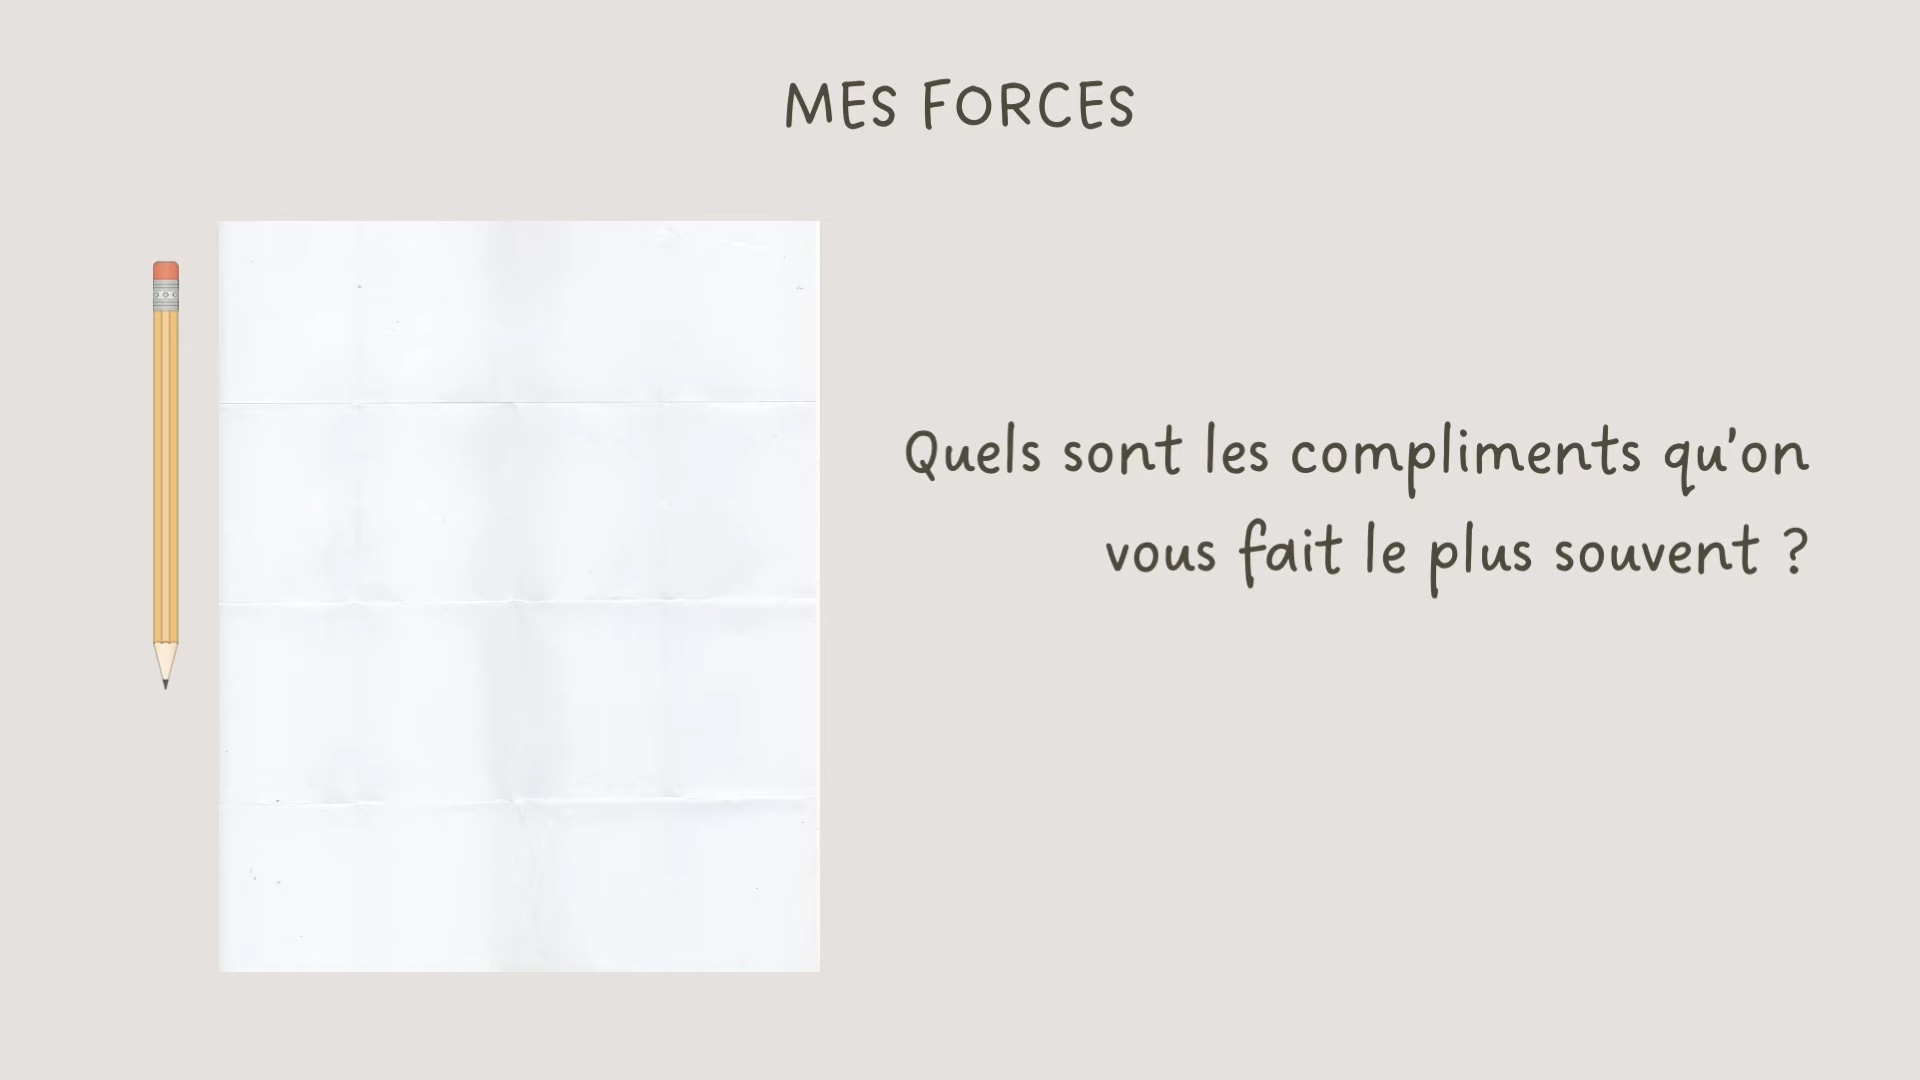 MES FORCES
Quels sont les compliments qu'on
vous fait le plus souvent ?